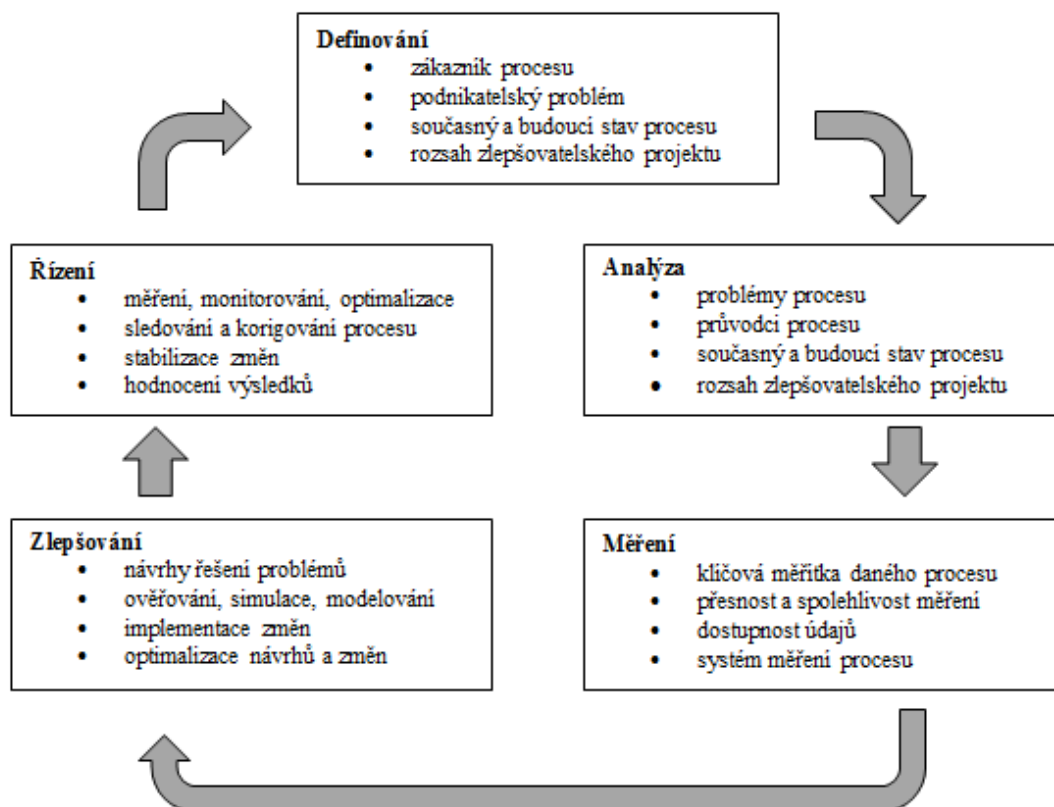 Definování
• zákazník procesu
• podnikatelský problém
• současný a budoucí stav procesu
• rozsah zlepšovatelského projektu
Řízení
• měření, monitorování, optimalizace
• sledování a korigování procesu
• stabilizace změn
• hodnocení výsledků
Analýza
• problémy procesu
• průvodci procesu
• současný a budoucí stav procesu
• rozsah zlepšovatelského projektu
Zlepšování
• návrhy řešení problémů
• ověřování, simulace, modelování
• implementace změn
• optimalizace návrhů a změn
Měření
• klíčová měřítka daného procesu
• přesnost a spolehlivost měření
• dostupnost údajů
• systém měření procesu